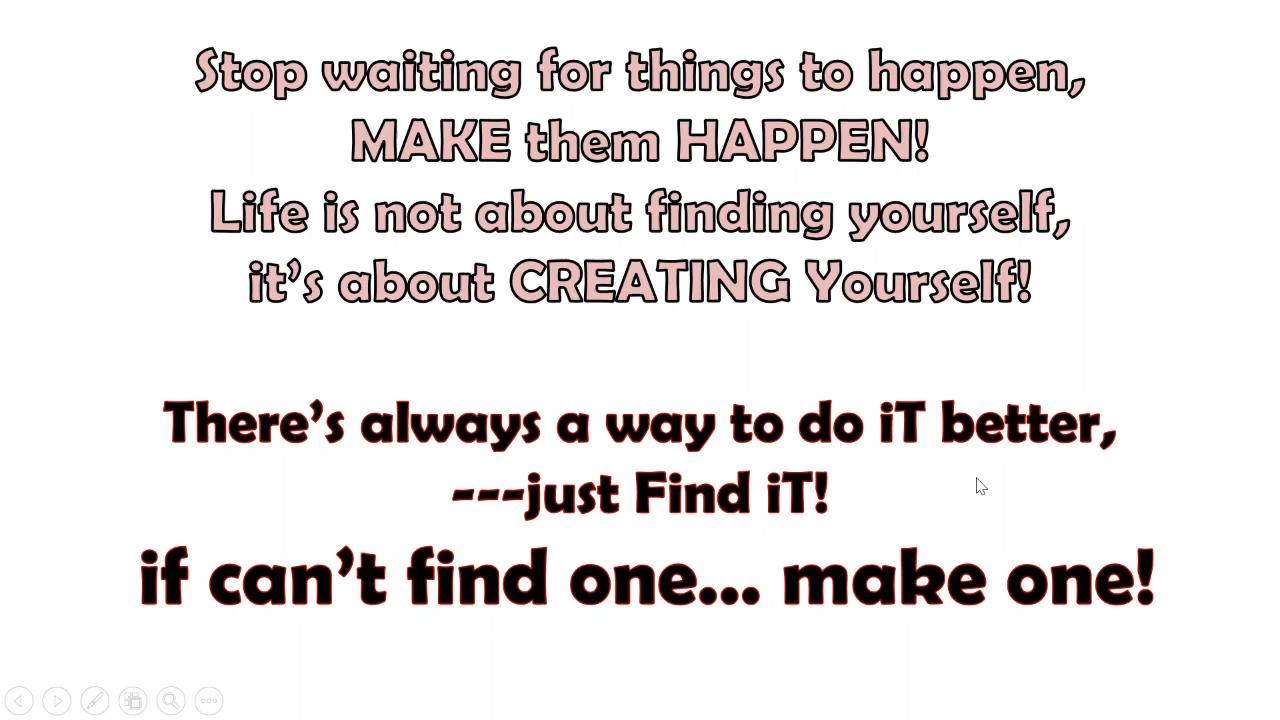 Stop waiting for things to happen,
MAKE them HAPPEN!
Life is not about finding yourself,
it’s about CREATING Yourself!
There’s always a way to do iT better,
---just Find iT!
if can’t find one... make one!